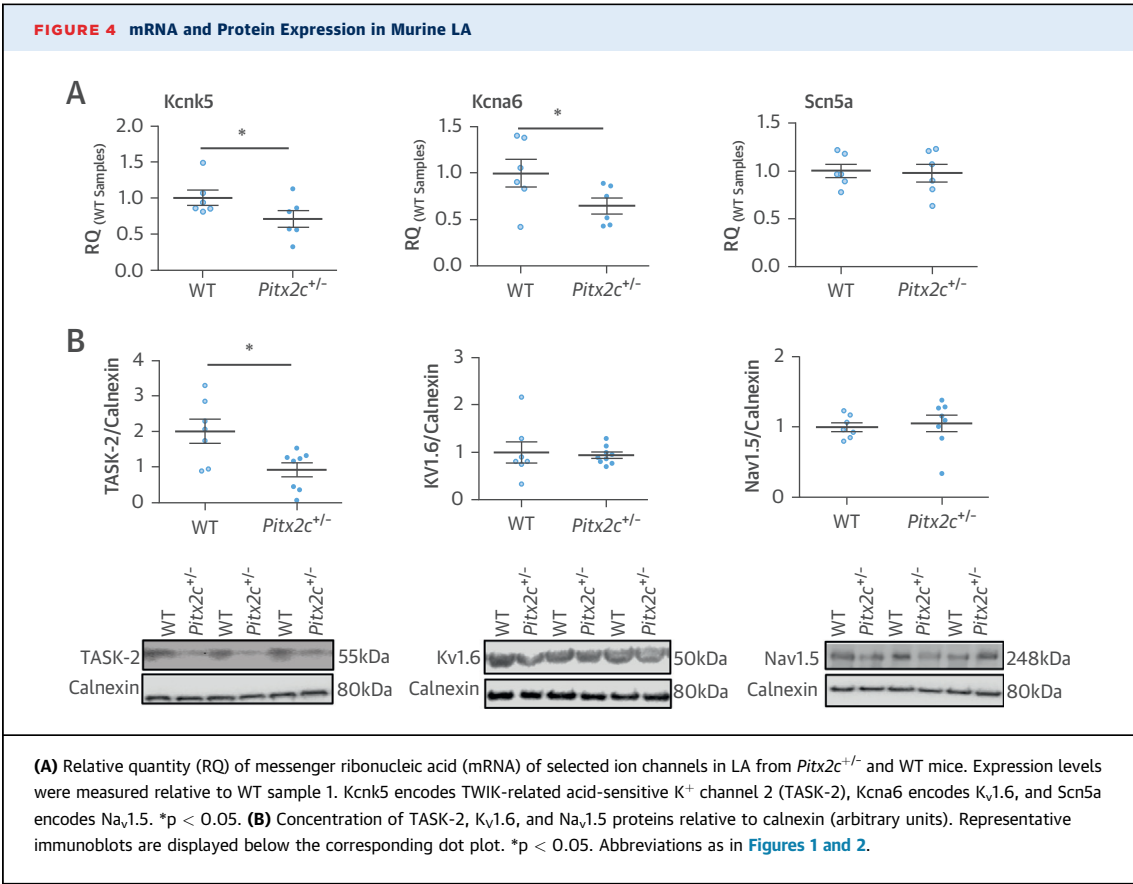 FIGURE 4 mRNA and Protein Expression in Murine LA
A
Kcnk5
RQ (WT Samples)
2.0
1.5
1.0
0.5
0.0
*
WT
Pitx2c+/-
Kcna6
RQ (WT Samples)
1.5
1.0
0.5
0.0
*
WT
Pitx2c+/-
Scn5a
RQ (WT Samples)
1.5
1.0
0.5
0.0
WT
Pitx2c+/-
B
TASK-2/Calnexin
4
3
2
1
0
*
WT
Pitx2c+/-
KV1.6/Calnexin
3
2
1
0
WT
Pitx2c+/-
Nav1.5/Calnexin
2
1
0
WT
Pitx2c+/-
WT Pitx2c+/- WT Pitx2c+/- WT Pitx2c+/-
TASK-2 55kDa
Calnexin 80kDa
WT Pitx2c+/- WT Pitx2c+/- WT Pitx2c+/-
Kv1.6 50kDa
Calnexin 80kDa
WT Pitx2c+/- WT Pitx2c+/- WT Pitx2c+/-
Nav1.5 248kDa
Calnexin 80kDa
(A) Relative quantity (RQ) of messenger ribonucleic acid (mRNA) of selected ion channels in LA from Pitx2c+/- and WT mice. Expression levels
were measured relative to WT sample 1. Kcnk5 encodes TWIK-related acid-sensitive K+ channel 2 (TASK-2), Kcna6 encodes Kv1.6, and Scn5a
encodes Nav1.5. *p < 0.05. (B) Concentration of TASK-2, Kv1.6, and Nav1.5 proteins relative to calnexin (arbitrary units). Representative
immunoblots are displayed below the corresponding dot plot. *p < 0.05. Abbreviations as in Figures 1 and 2.